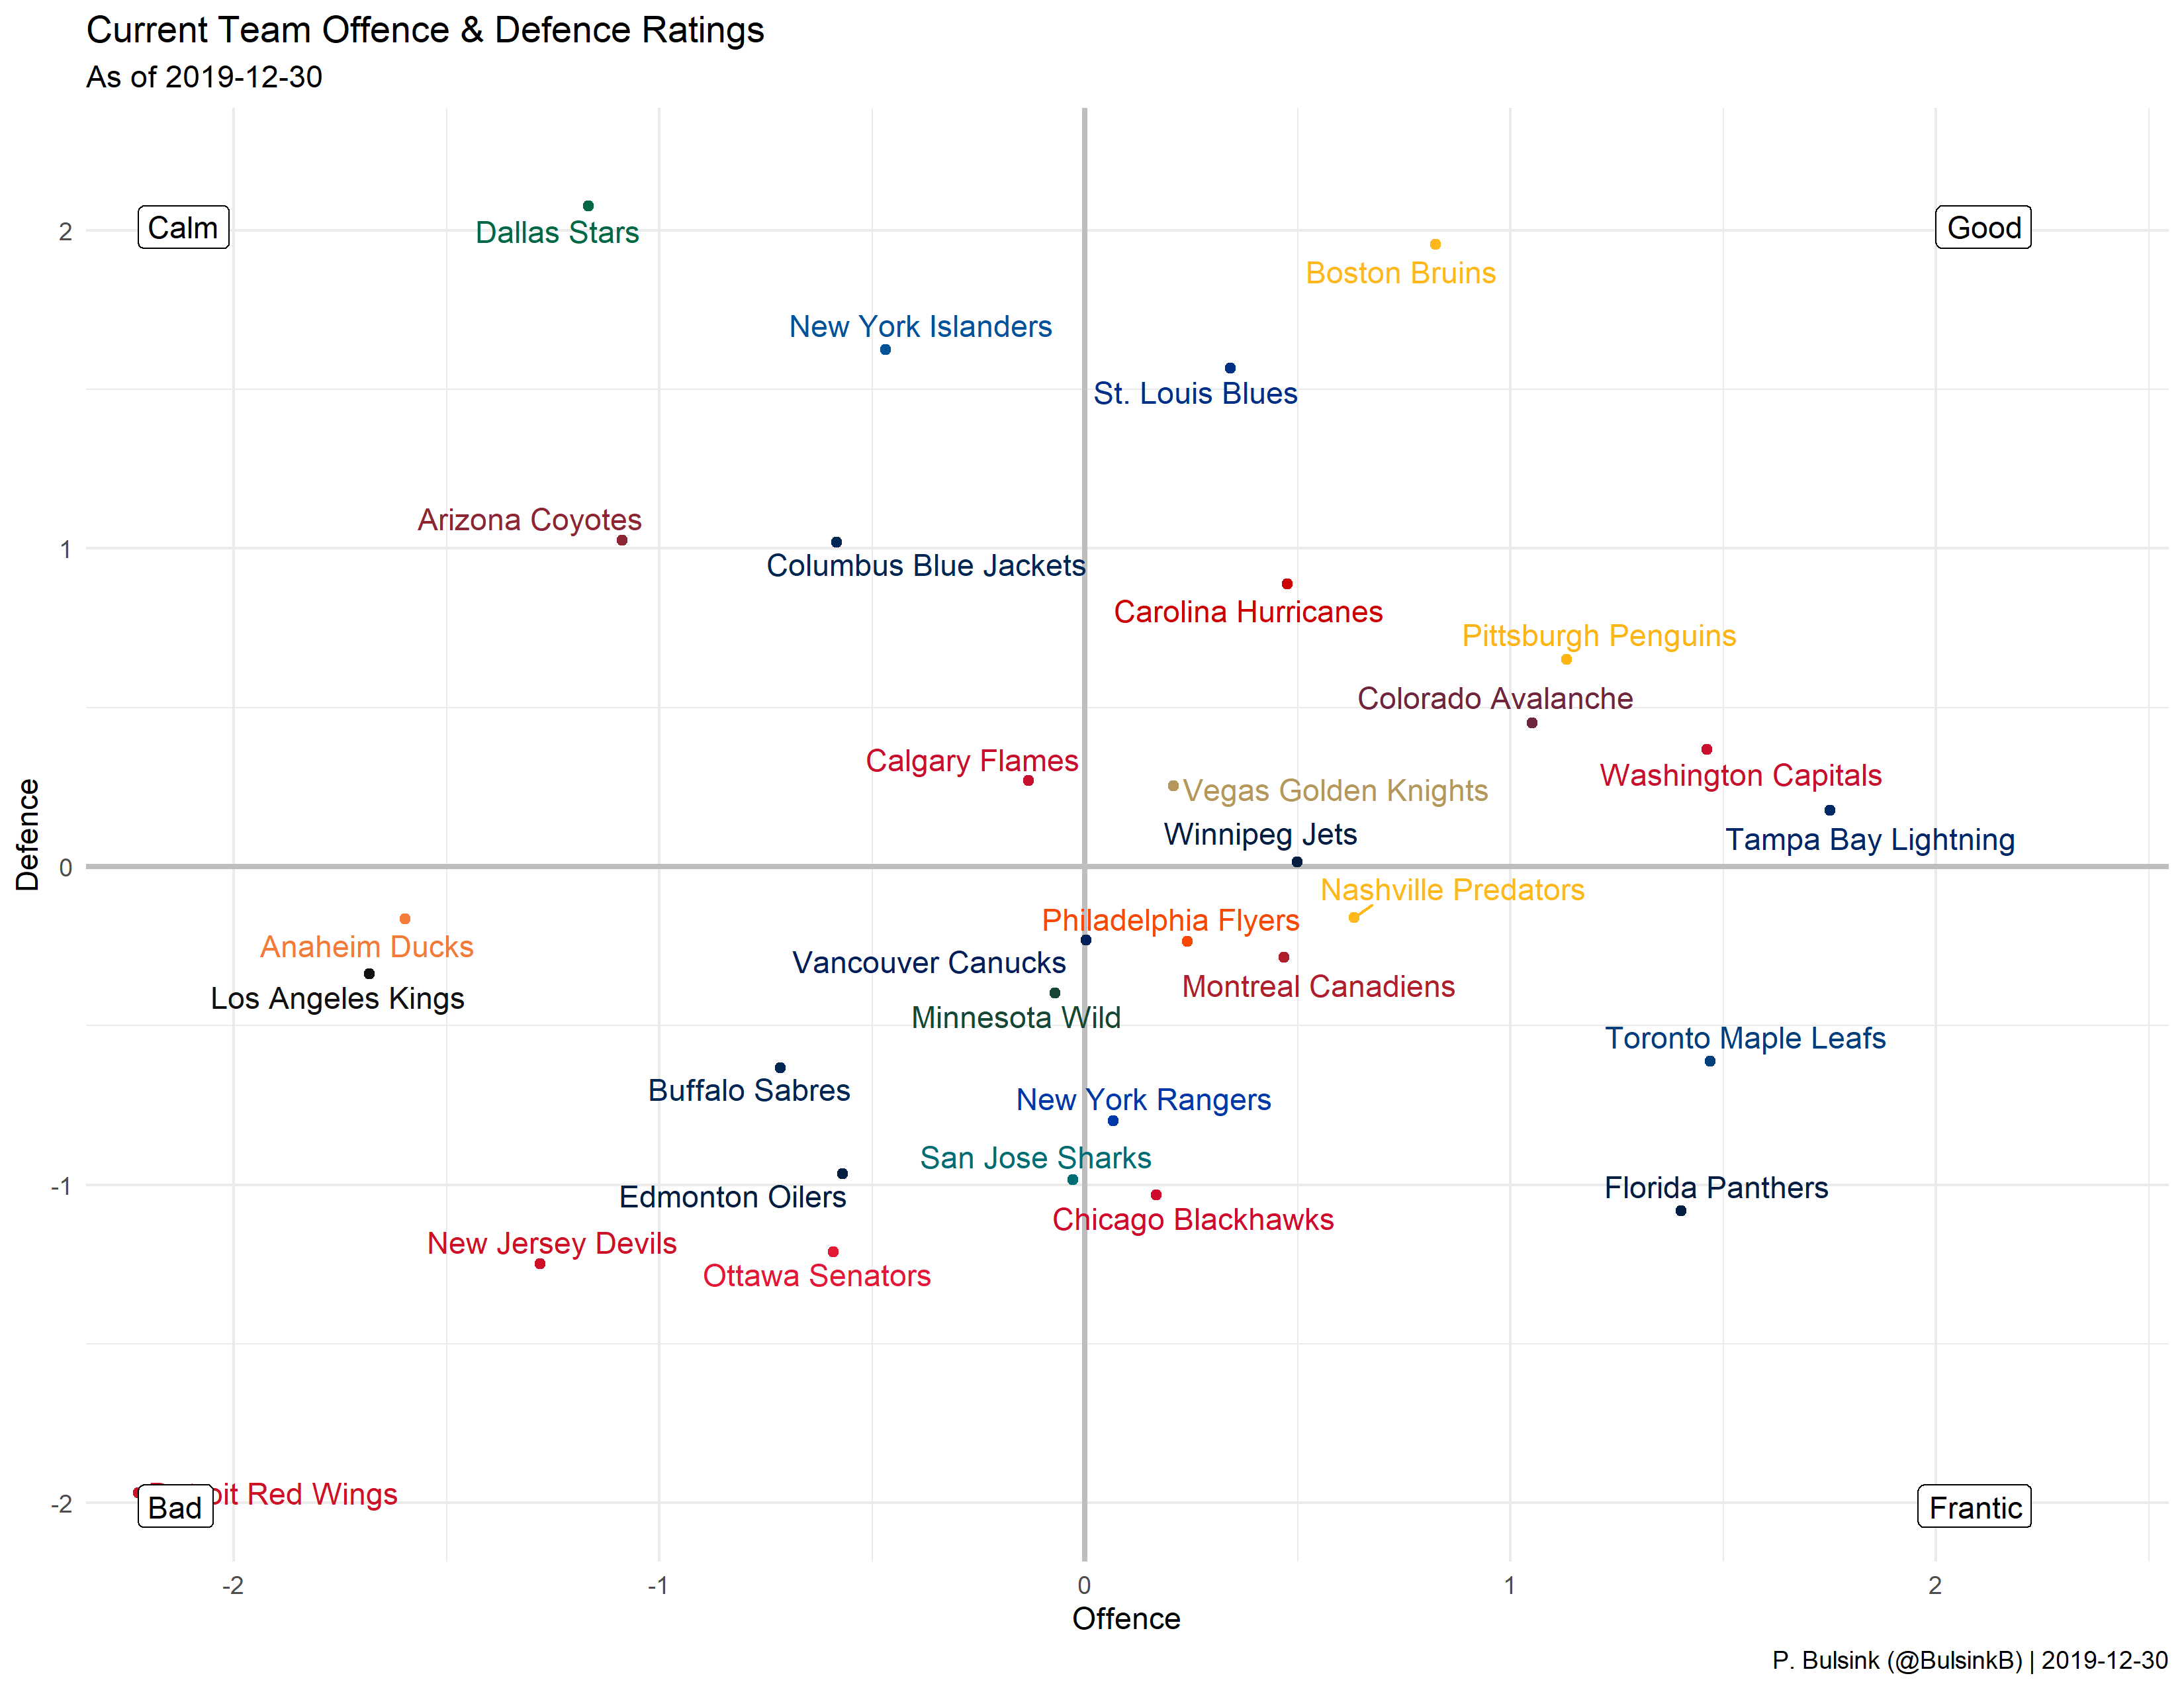 Current Team Offence & Defence Ratings
As of 2019-12-30
Calm
Good
Dallas Stars
Boston Bruins
New York Islanders
St. Louis Blues
Arizona Coyotes
Columbus Blue Jackets
Carolina Hurricanes
Pittsburgh Penguins
Colorado Avalanche
Calgary Flames
Washington Capitals
Vegas Golden Knights
Winnipeg Jets
Tampa Bay Lightning
Nashville Predators
Philadelphia Flyers
Anaheim Ducks
Vancouver Canucks
Montreal Canadiens
Los Angeles Kings
Minnesota Wild
Toronto Maple Leafs
Buffalo Sabres
New York Rangers
San Jose Sharks
Florida Panthers
Edmonton Oilers
Chicago Blackhawks
New Jersey Devils
Ottawa Senators
Red Wings
Bad
Frantic
2
1
0
-1
-2
Defence
-2
-1
0
1
2
Offence
P. Bulsink (@BulsinkB) | 2019-12-30